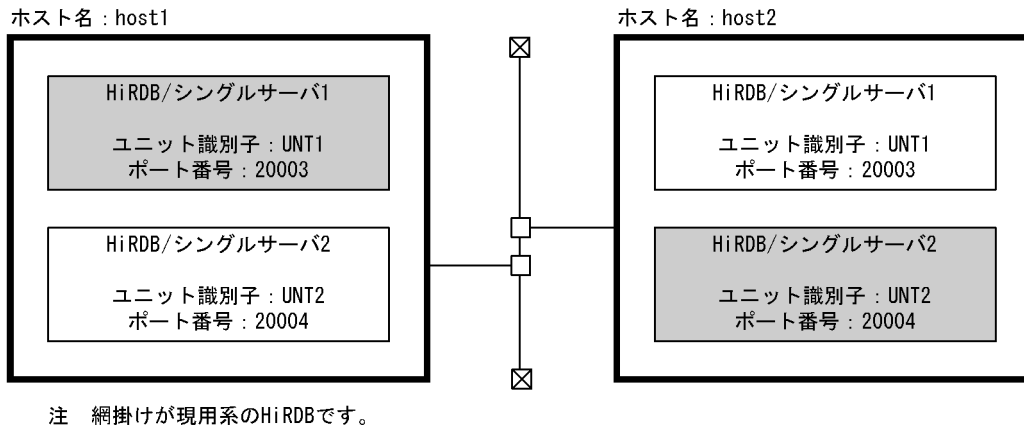 ホスト名：host1
HiRDB/シングルサーバ1
ユニット識別子：UNT1
ポート番号：20003
HiRDB/シングルサーバ2
ユニット識別子：UNT2
ポート番号：20004
ホスト名：host2
HiRDB/シングルサーバ1
ユニット識別子：UNT1
ポート番号：20003
HiRDB/シングルサーバ2
ユニット識別子：UNT2
ポート番号：20004
注　網掛けが現用系のHiRDBです。